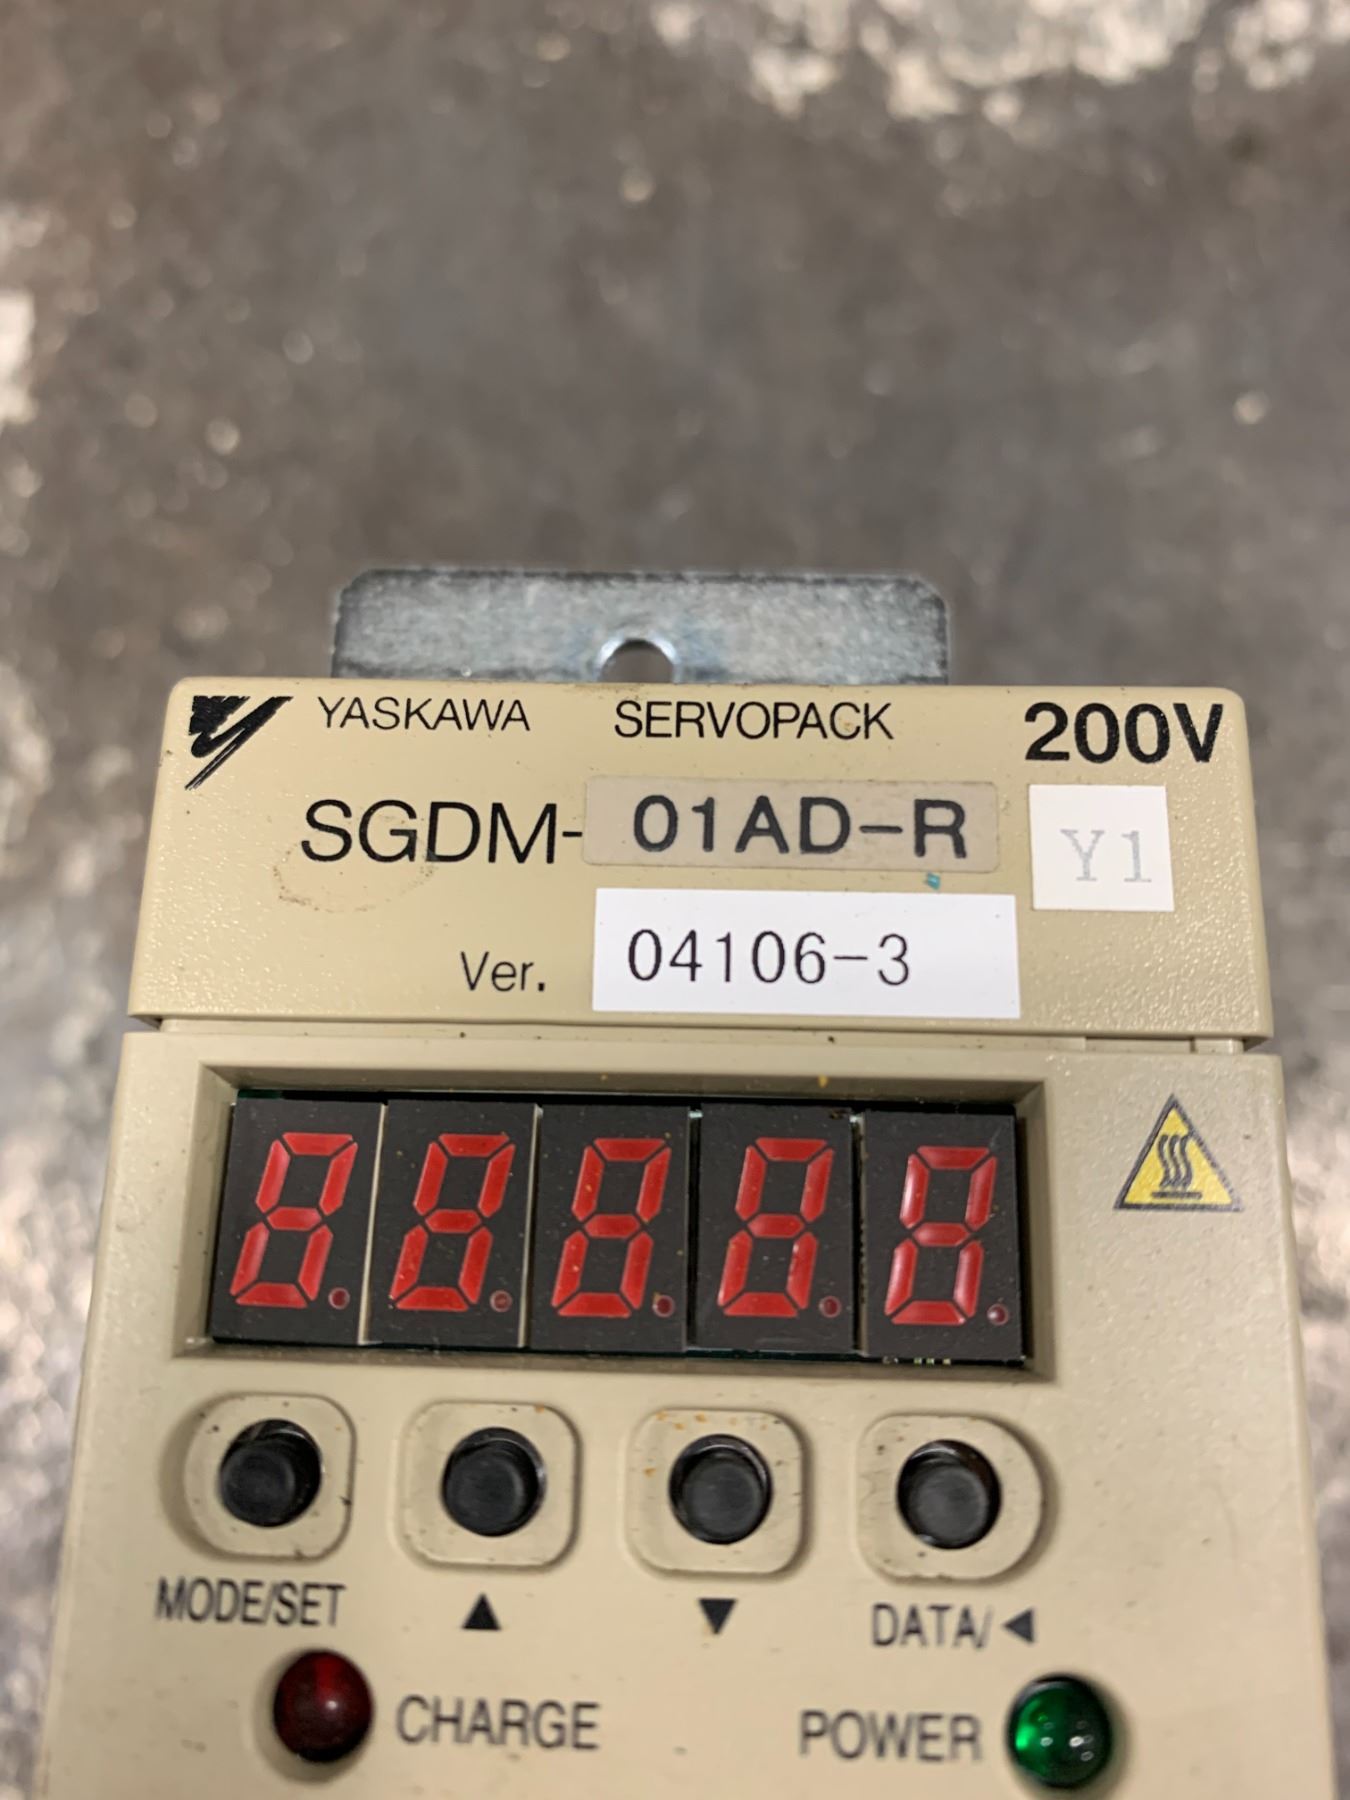 YASKAWA SERVOPACK 200V
SGDM-01AD-R Y1
Ver. 04106-3
MODE/SET ▲ ▼ DATA/◀
CHARGE POWER